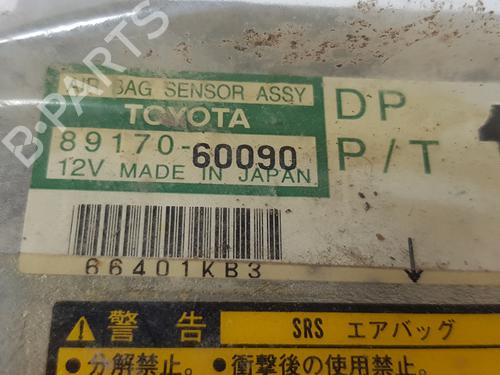 AIR BAG SENSOR ASSY
TOYOTA
89170-60090
12V MADE IN JAPAN
DP
P/T
66401KB3
警告
SRS エアバッグ
●分解禁止。●衝撃後の使用禁止。
B-PARTS